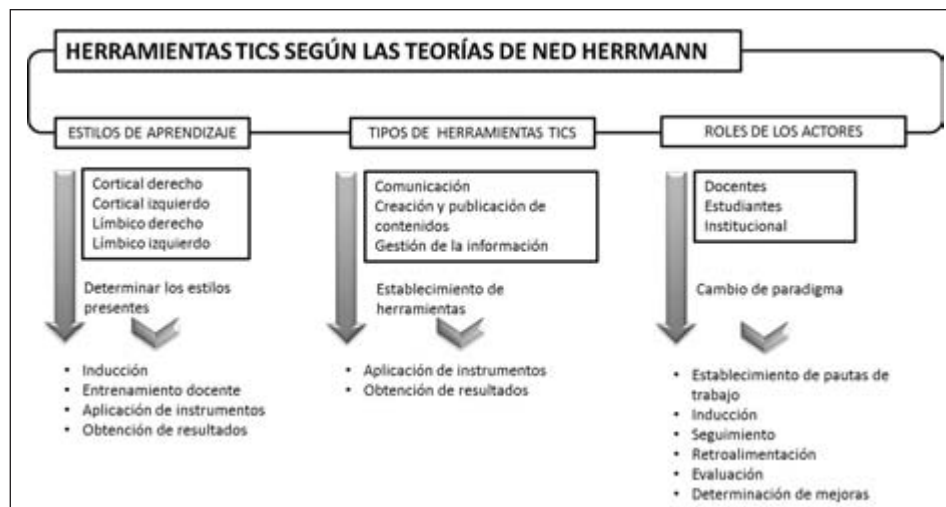 HERRAMIENTAS TICS SEGÚN LAS TEORÍAS DE NED HERRMANN
ESTILOS DE APRENDIZAJE
Cortical derecho
Cortical izquierdo
Límbico derecho
Límbico izquierdo
Determinar los estilos
presentes
• Inducción
• Entrenamiento docente
• Aplicación de instrumentos
• Obtención de resultados
TIPOS DE HERRAMIENTAS TICS
Comunicación
Creación y publicación de
contenidos
Gestión de la información
Establecimiento de
herramientas
• Aplicación de instrumentos
• Obtención de resultados
ROLES DE LOS ACTORES
Docentes
Estudiantes
Institucional
Cambio de paradigma
• Establecimiento de pautas de
trabajo
• Inducción
• Seguimiento
• Retroalimentación
• Evaluación
• Determinación de mejoras